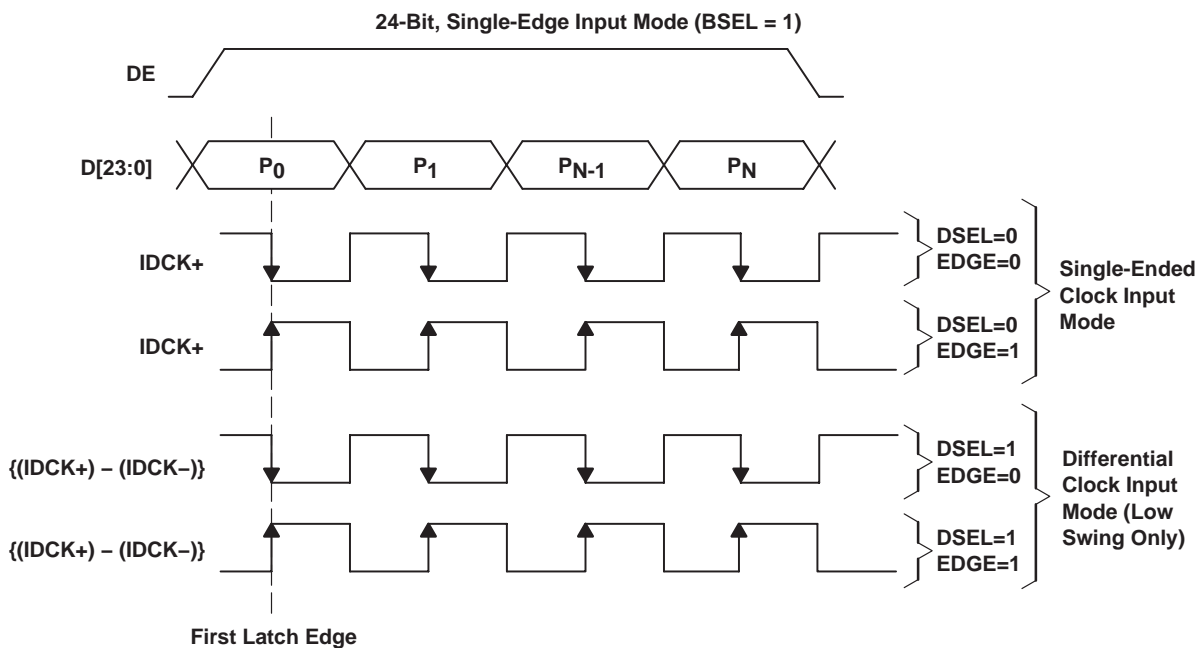 24-Bit, Single-Edge Input Mode (BSEL = 1)
DE
D[23:0]
P0
P1
PN-1
PN
IDCK+
DSEL=0
EDGE=0
IDCK+
DSEL=0
EDGE=1
Single-Ended
Clock Input
Mode
{(IDCK+) – (IDCK–)}
DSEL=1
EDGE=0
{(IDCK+) – (IDCK–)}
DSEL=1
EDGE=1
Differential
Clock Input
Mode (Low
Swing Only)
First Latch Edge